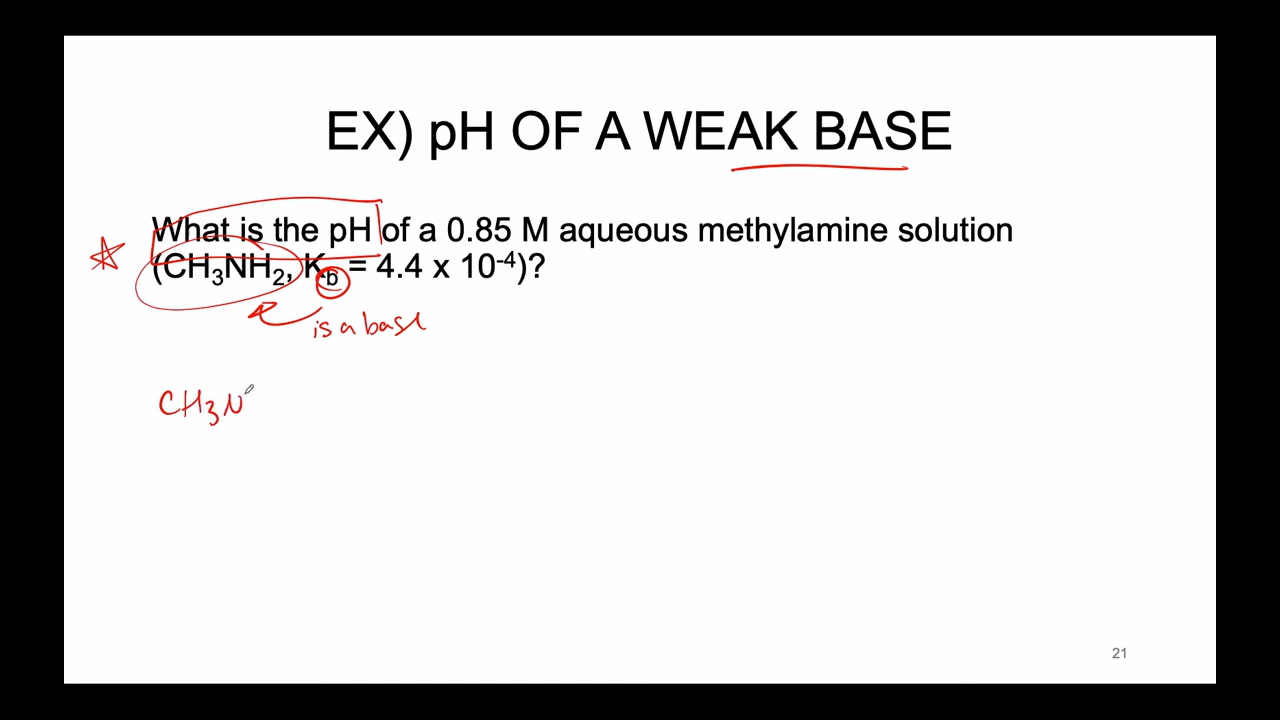 EX) pH OF A WEAK BASE
What is the pH of a 0.85 M aqueous methylamine solution
(CH₃NH₂, K_b = 4.4 x 10⁻⁴)?
is a base
CH₃N
21